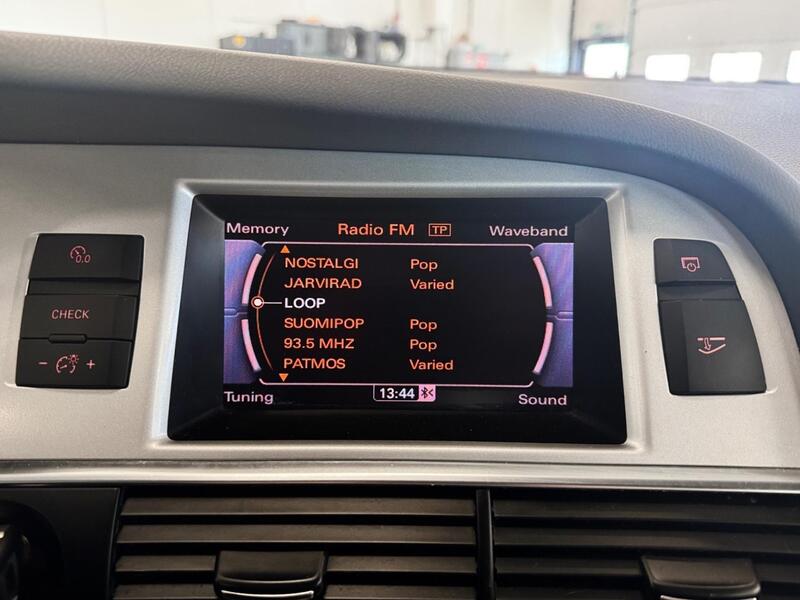 Memory Radio FM TP Waveband
NOSTALGI Pop
JARVIRAD Varied
LOOP
SUOMIPOP Pop
93.5 MHZ Pop
PATMOS Varied
13:44
Tuning Sound
0.0
CHECK
- +